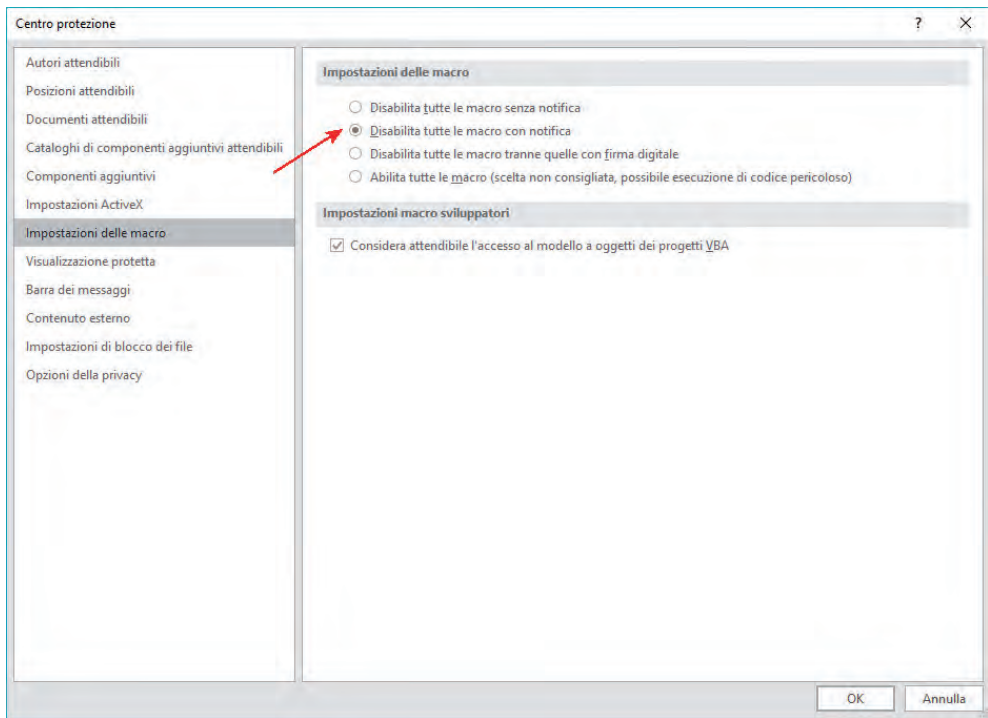 Centro protezione
?
Autori attendibili
Posizioni attendibili
Documenti attendibili
Cataloghi di componenti aggiuntivi attendibili
Componenti aggiuntivi
Impostazioni ActiveX
Impostazioni delle macro
Visualizzazione protetta
Barra dei messaggi
Contenuto esterno
Impostazioni di blocco dei file
Opzioni della privacy
Impostazioni delle macro
Disabilita tutte le macro senza notifica
Disabilita tutte le macro con notifica
Disabilita tutte le macro tranne quelle con firma digitale
Abilita tutte le macro (scelta non consigliata, possibile esecuzione di codice pericoloso)
Impostazioni macro sviluppatori
Considera attendibile l'accesso al modello a oggetti dei progetti VBA
OK
Annulla